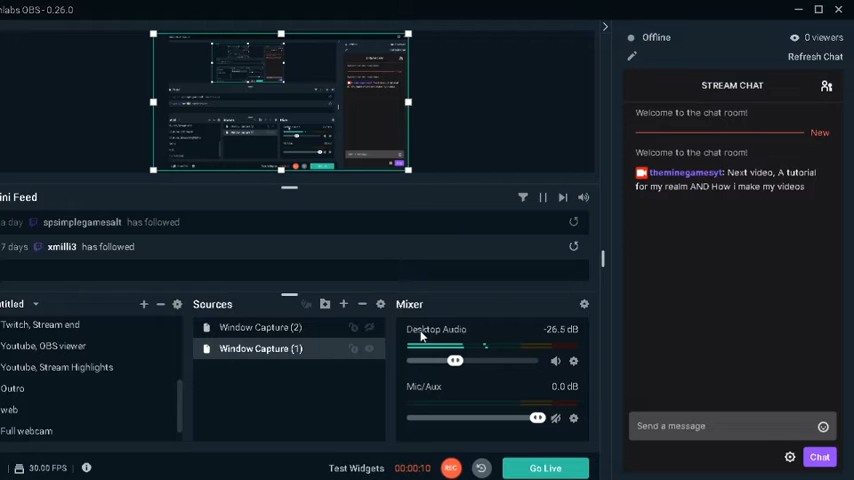 nlabs OBS - 0.26.0
Offline
0 viewers
Refresh Chat
STREAM CHAT
Welcome to the chat room!
New
Welcome to the chat room!
theminegamesyt: Next video, A tutorial
for my realm AND How i make my videos
ini Feed
a day spsimplegamesalt has followed
7 days xmilli3 has followed
ntitled
Sources
Mixer
Twitch, Stream end
Youtube, OBS viewer
Youtube, Stream Highlights
Outro
web
Full webcam
Window Capture (2)
Window Capture (1)
Desktop Audio -26.5 dB
Mic/Aux 0.0 dB
Send a message
Chat
30.00 FPS
Test Widgets
00:00:10
REC
Go Live